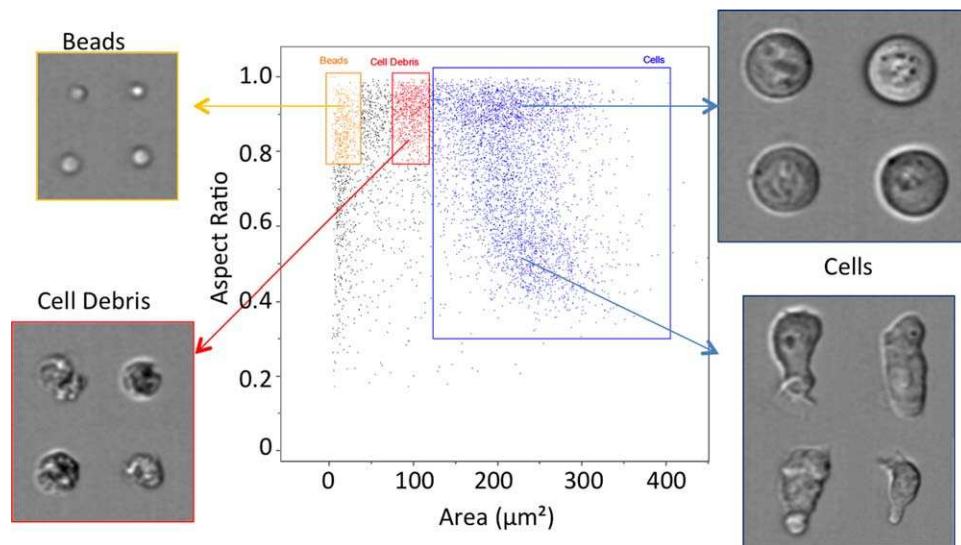 Beads
Beads
Cell Debris
Cells
1.0
0.8
0.6
0.4
0.2
0
Aspect Ratio
0
100
200
300
400
Area (μm²)
Cell Debris
Cells